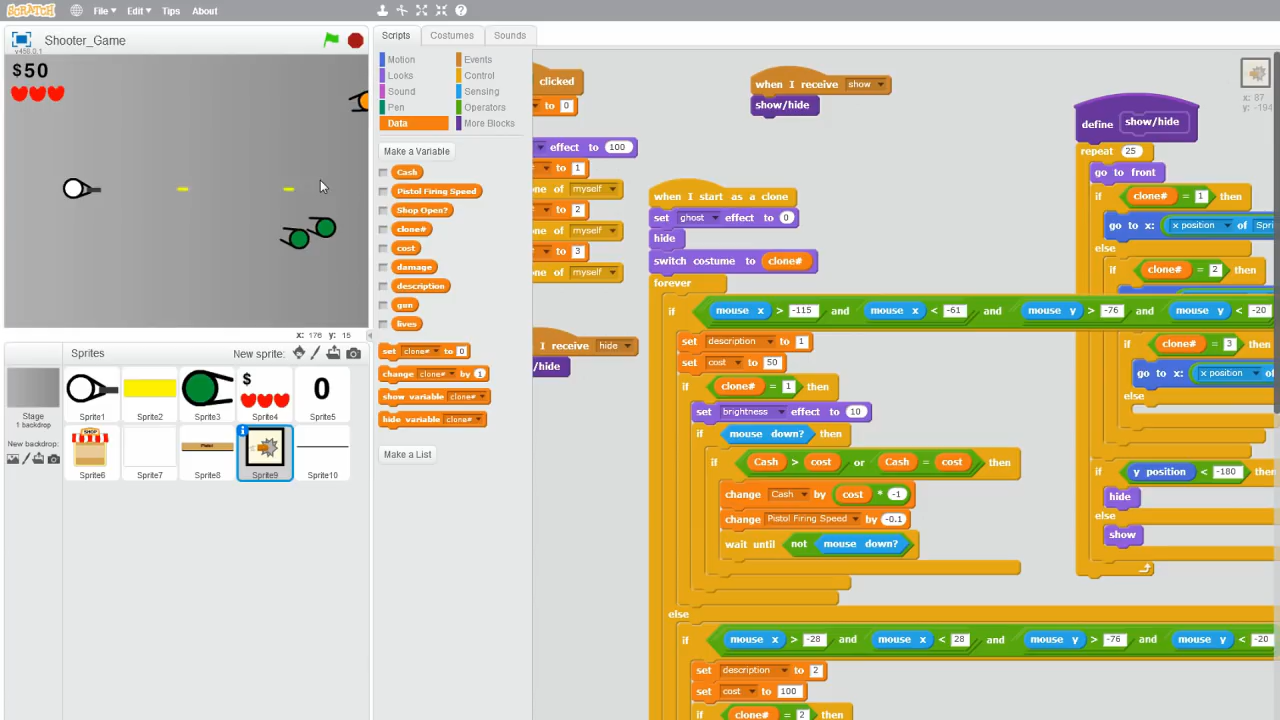 SCRATCH File Edit Tips About
Shooter_Game
v458.0.1
$50
x: 176 y: 15
Sprites New sprite:
Stage
1 backdrop
New backdrop:
Sprite1 Sprite2 Sprite3 Sprite4 Sprite5
$
0
SHOP
Pistol
Sprite6 Sprite7 Sprite8 Sprite9 Sprite10
Scripts Costumes Sounds
Motion Events
Looks Control
Sound Sensing
Pen Operators
Data More Blocks
Make a Variable
Cash
Pistol Firing Speed
Shop Open?
clone#
cost
damage
description
gun
lives
set clone# to 0
change clone# by 1
show variable clone#
hide variable clone#
Make a List
clicked
to 0
effect to 100
to 1
one of myself
to 2
one of myself
to 3
one of myself
I receive hide
/hide
when I receive show
show/hide
when I start as a clone
set ghost effect to 0
hide
switch costume to clone#
forever
if mouse x > -115 and mouse x < -61 and mouse y > -76 and mouse y < -20
set description to 1
set cost to 50
if clone# = 1 then
set brightness effect to 10
if mouse down? then
if Cash > cost or Cash = cost then
change Cash by cost * -1
change Pistol Firing Speed by -0.1
wait until not mouse down?
else
if mouse x > -28 and mouse x < 28 and mouse y > -76 and mouse y < -20
set description to 2
set cost to 100
if clone# = 2 then
define show/hide
repeat 25
go to front
if clone# = 1 then
go to x: x position of Spri
else
if clone# = 2 then
if clone# = 3 then
go to x: x position of
else
if y position < -180 then
hide
else
show
x: 87
y: -194